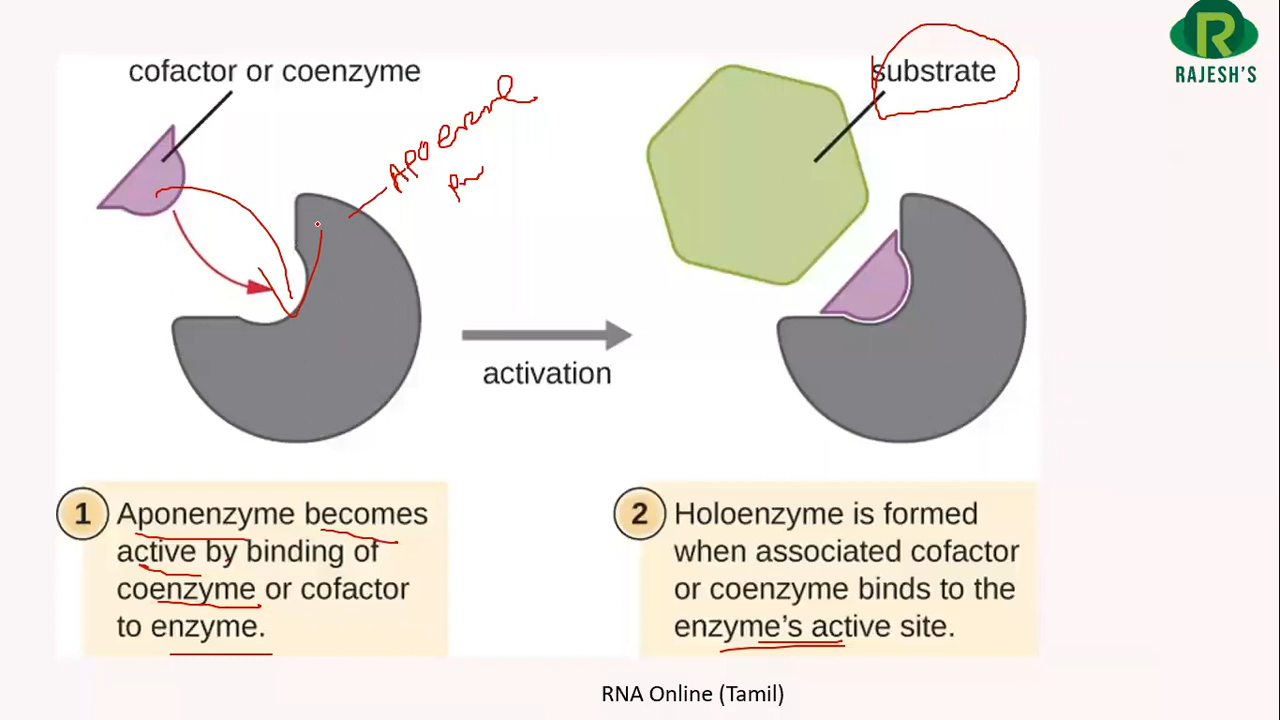 cofactor or coenzyme
substrate
RAJESH'S
APOenzyme
activation
1
Aponenzyme becomes
active by binding of
coenzyme or cofactor
to enzyme.
2
Holoenzyme is formed
when associated cofactor
or coenzyme binds to the
enzyme's active site.
RNA Online (Tamil)